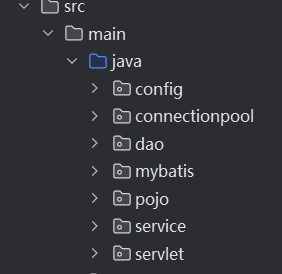 src
main
java
config
connectionpool
dao
mybatis
pojo
service
servlet